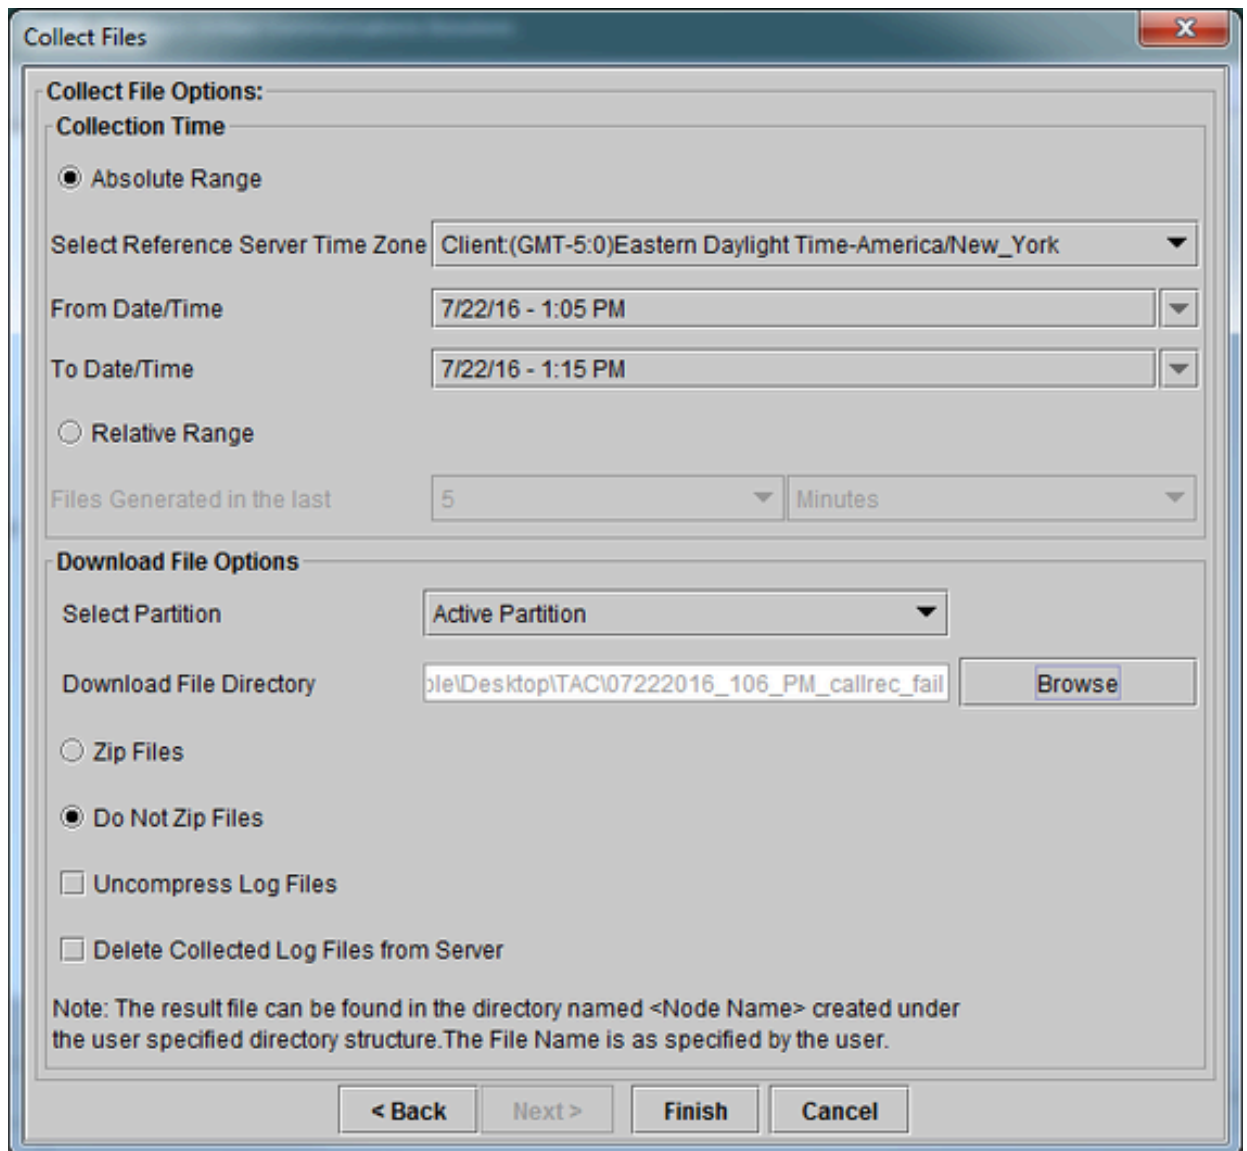 Collect Files
Collect File Options:
Collection Time
Absolute Range
Select Reference Server Time Zone Client:(GMT-5:0)Eastern Daylight Time-America/New_York
From Date/Time 7/22/16 - 1:05 PM
To Date/Time 7/22/16 - 1:15 PM
Relative Range
Files Generated in the last 5 Minutes
Download File Options
Select Partition Active Partition
Download File Directory ole\Desktop\TAC\07222016_106_PM_callrec_fail Browse
Zip Files
Do Not Zip Files
Uncompress Log Files
Delete Collected Log Files from Server
Note: The result file can be found in the directory named <Node Name> created under
the user specified directory structure.The File Name is as specified by the user.
< Back Next > Finish Cancel